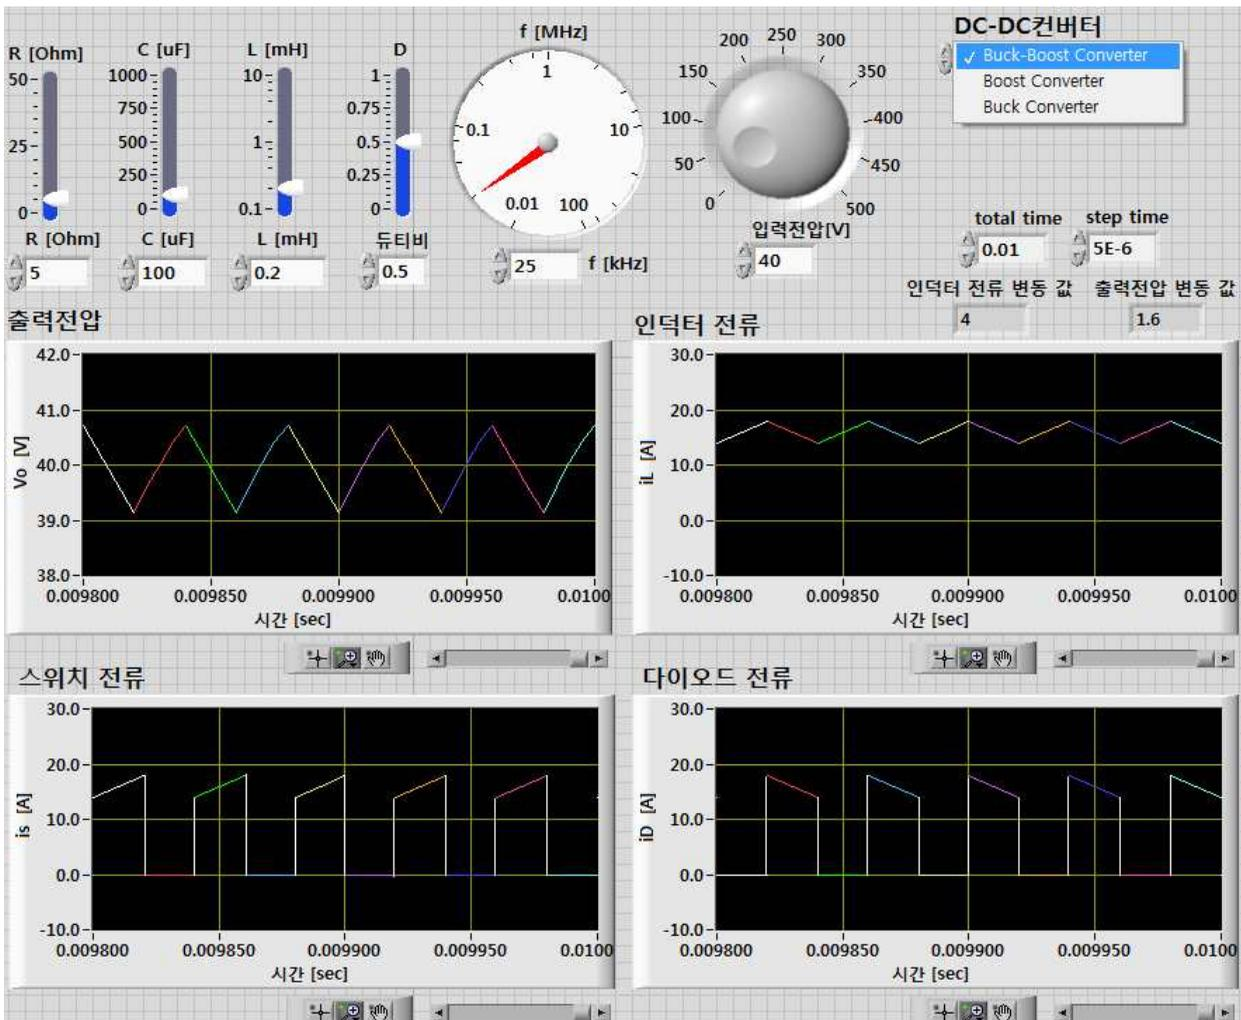 R [Ohm] C [uF] L [mH] D f [MHz] DC-DC컨버터
50 25 0
1000 750 500 250 0
10 1 0.1
1 0.75 0.5 0.25 0
0.01 0.1 1 10 100
0 50 100 150 200 250 300 350 400 450 500
✓ Buck-Boost Converter
Boost Converter
Buck Converter
R [Ohm] C [uF] L [mH] 듀티비 입력전압[V] total time step time
5 100 0.2 0.5 25 f [kHz] 40 0.01 5E-6
인덕터 전류 변동 값 출력전압 변동 값
4 1.6
출력전압
42.0
41.0
40.0
39.0
38.0
Vo [V]
0.009800 0.009850 0.009900 0.009950 0.0100
시간 [sec]
인덕터 전류
30.0
20.0
10.0
0.0
-10.0
iL [A]
0.009800 0.009850 0.009900 0.009950 0.0100
시간 [sec]
스위치 전류
30.0
20.0
10.0
0.0
-10.0
is [A]
0.009800 0.009850 0.009900 0.009950 0.0100
시간 [sec]
다이오드 전류
30.0
20.0
10.0
0.0
-10.0
iD [A]
0.009800 0.009850 0.009900 0.009950 0.0100
시간 [sec]